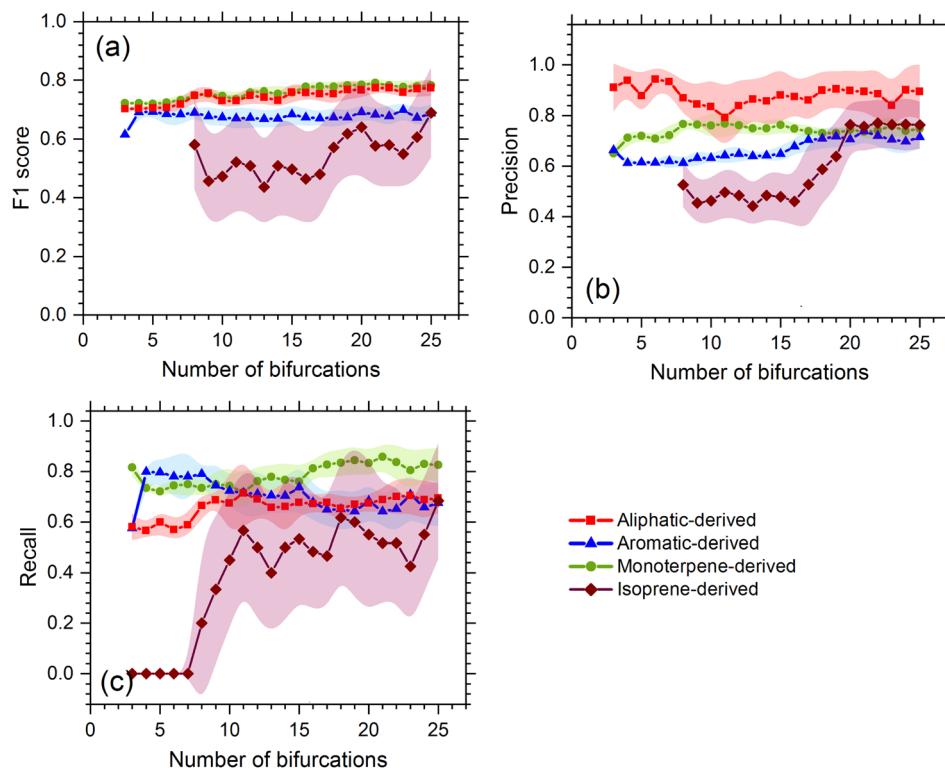 (a)
F1 score
1.0
0.8
0.6
0.4
0.2
0.0
0 5 10 15 20 25
Number of bifurcations
(b)
Precision
1.0
0.8
0.6
0.4
0.2
0.0
0 5 10 15 20 25
Number of bifurcations
(c)
Recall
1.0
0.8
0.6
0.4
0.2
0.0
0 5 10 15 20 25
Number of bifurcations
Aliphatic-derived
Aromatic-derived
Monoterpene-derived
Isoprene-derived